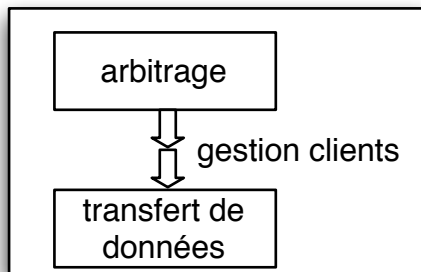 arbitrage
gestion clients
transfert de
données